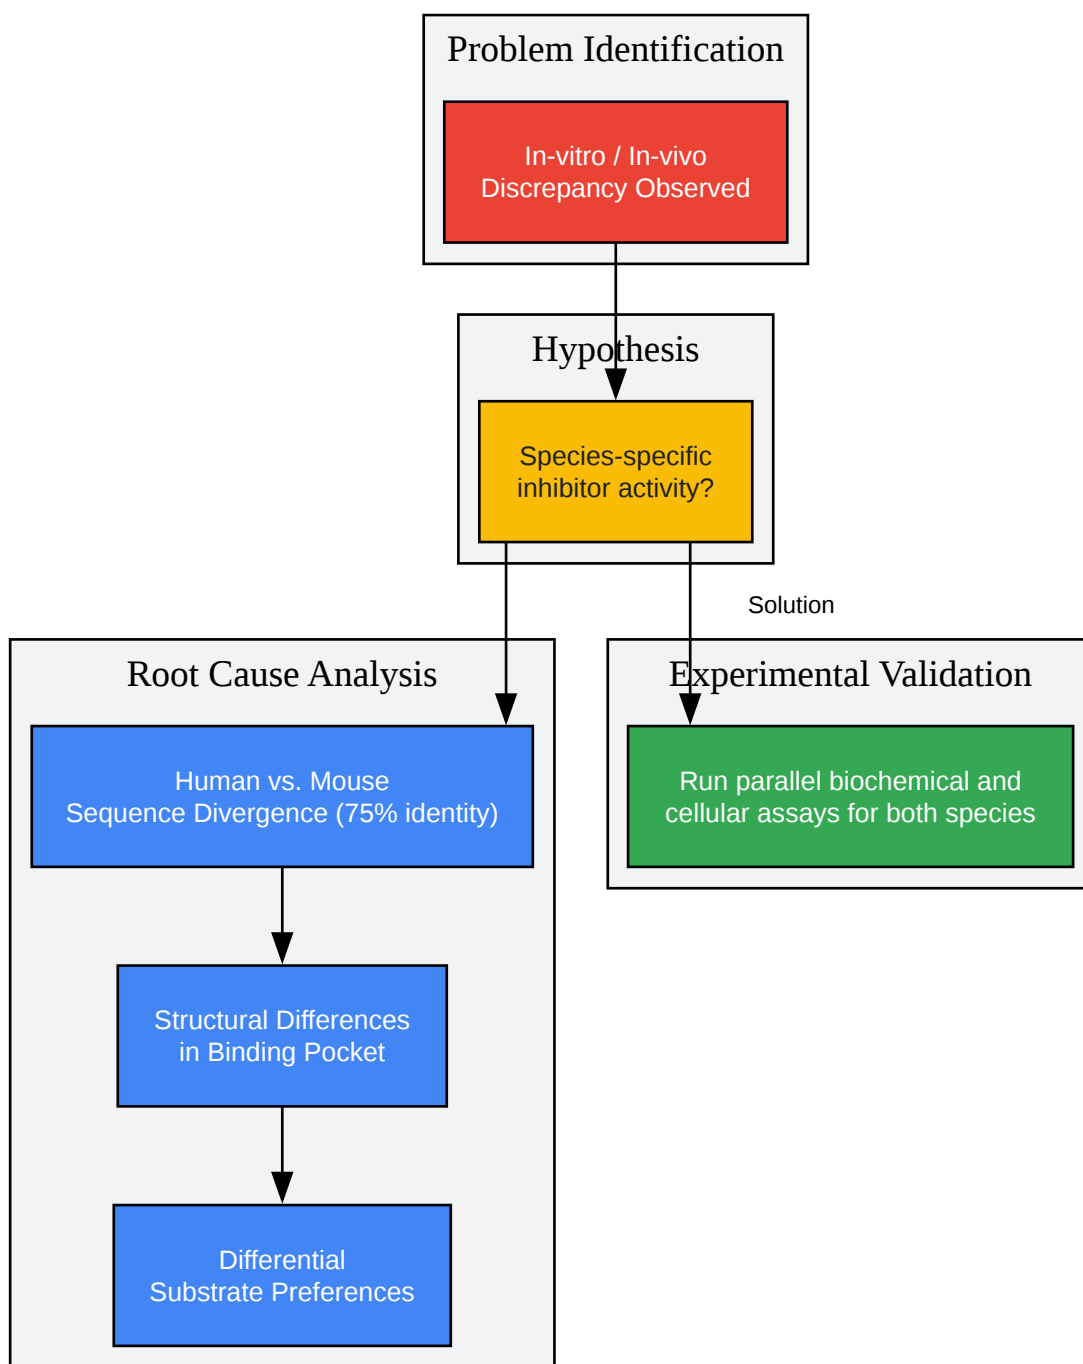 Problem Identification
In-vitro / In-vivo
Discrepancy Observed
Hypothesis
Species-specific
inhibitor activity?
Solution
Root Cause Analysis
Human vs. Mouse
Sequence Divergence (75% identity)
Structural Differences
in Binding Pocket
Differential
Substrate Preferences
Experimental Validation
Run parallel biochemical and
cellular assays for both species